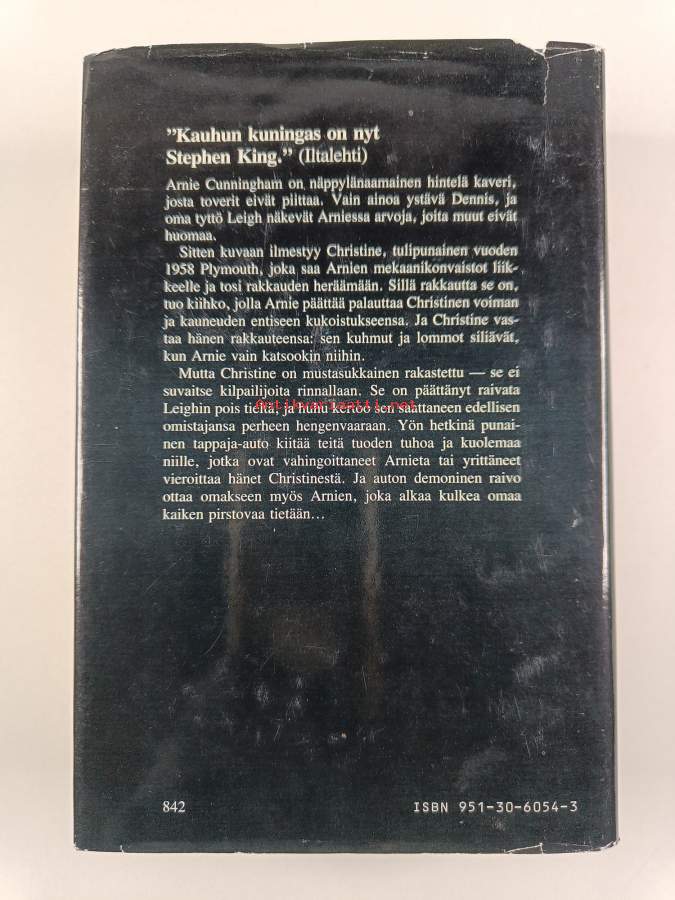 ”Kauhun kuningas on nyt
Stephen King.” (Iltalehti)
Arnie Cunningham on näppylänaamainen hintelä kaveri,
josta toverit eivät piittaa. Vain ainoa ystävä Dennis, ja
oma tyttö Leigh näkevät Arniessa arvoja, joita muut eivät
huomaa.
Sitten kuvaan ilmestyy Christine, tulipunainen vuoden
1958 Plymouth, joka saa Arnien mekaanikonvaistot liik-
keelle ja tosi rakkauden heräämään. Sillä rakkautta se on,
tuo kiihko, jolla Arnie päättää palauttaa Christinen voiman
ja kauneuden entiseen kukoistukseensa. Ja Christine vas-
taa hänen rakkauteensa: sen kuhmut ja lommot siliävät,
kun Arnie vain katsookin niihin.
Mutta Christine on mustasukkainen rakastettu — se ei
suvaitse kilpailijoita rinnallaan. Se on päättänyt raivata
Leighin pois tieltä, ja huhu kertoo sen saattaneen edellisen
omistajansa perheen hengenvaaraan. Yön hetkinä punai-
nen tappaja-auto kiitää teitä tuoden tuhoa ja kuolemaa
niille, jotka ovat vahingoittaneet Arnieta tai yrittäneet
vieroittaa hänet Christinestä. Ja auton demoninen raivo
ottaa omakseen myös Arnien, joka alkaa kulkea omaa
kaiken pirstovaa tietään…
Antikvariaatti.net
842
ISBN 951-30-6054-3